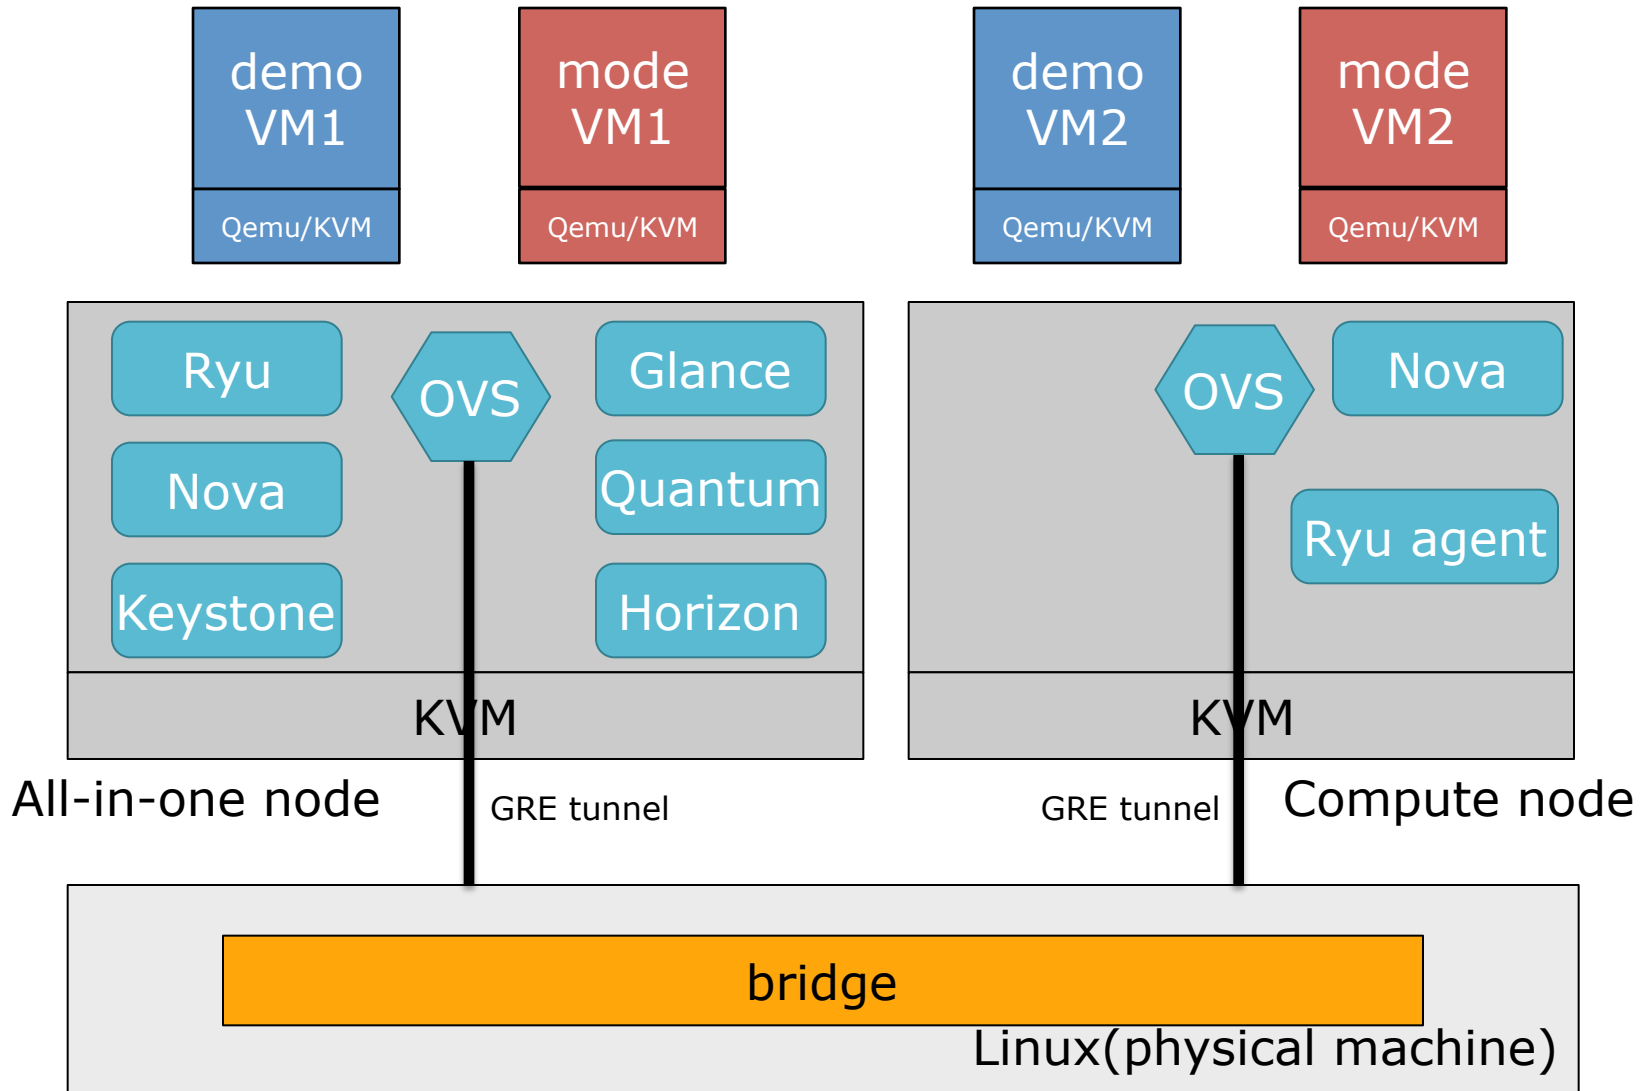 demo
VM1
Qemu/KVM
mode
VM1
Qemu/KVM
demo
VM2
Qemu/KVM
mode
VM2
Qemu/KVM
Ryu
OVS
Glance
Nova
Quantum
Keystone
Horizon
KVM
OVS
Nova
Ryu agent
KVM
All-in-one node
GRE tunnel
GRE tunnel
Compute node
bridge
Linux(physical machine)